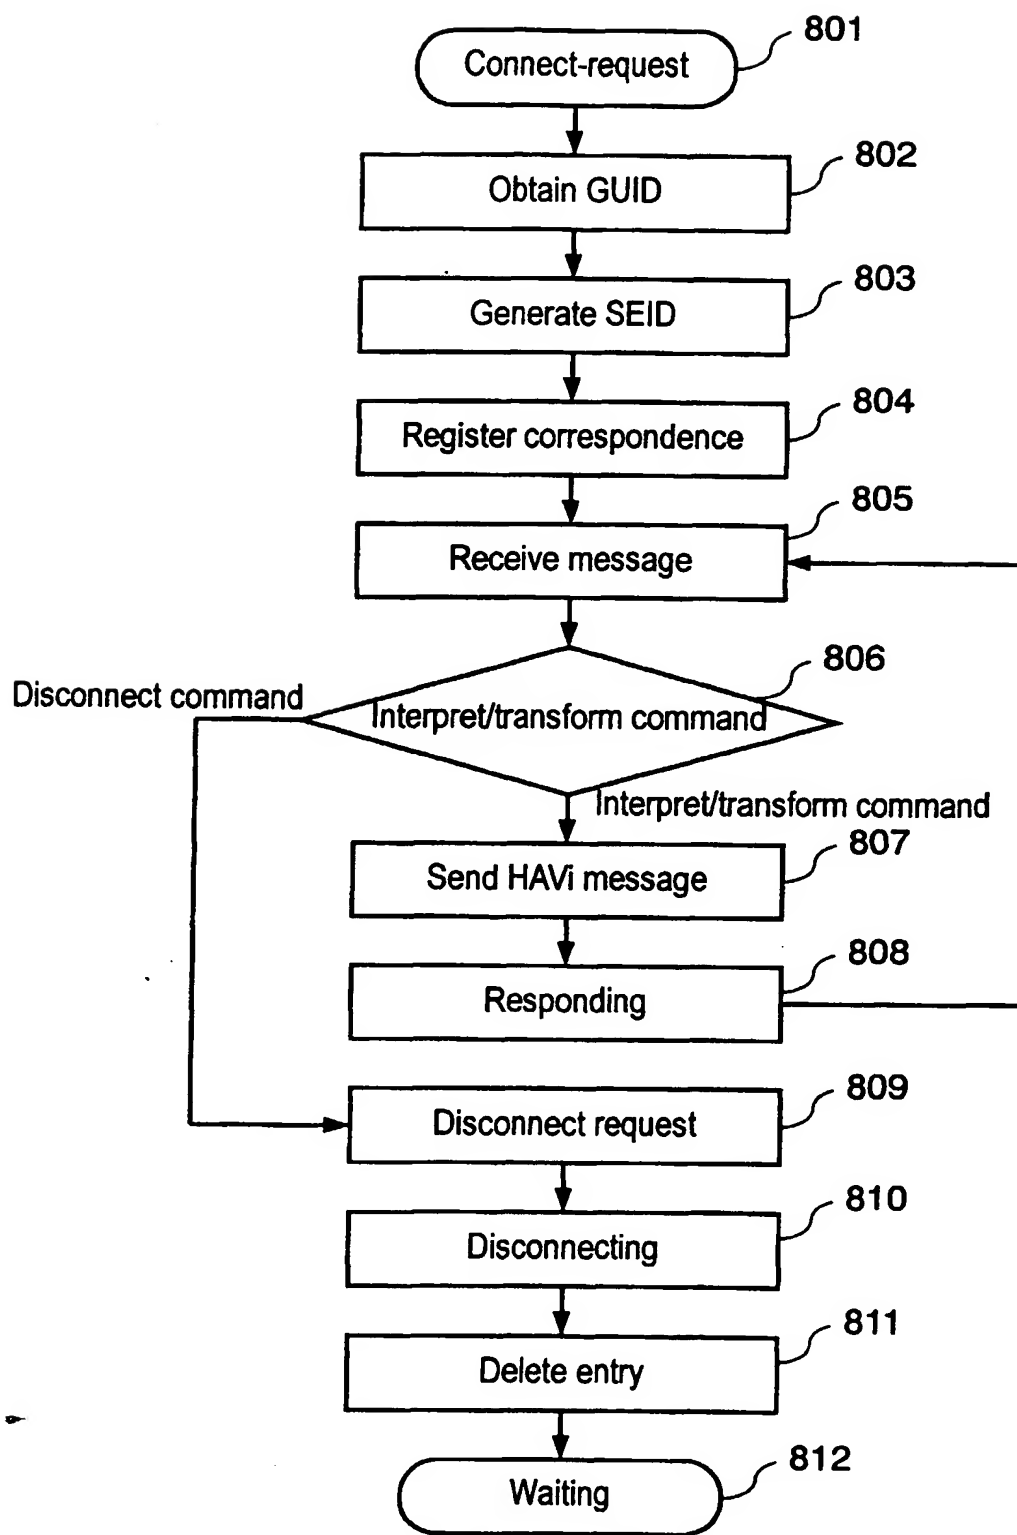 801
Connect-request
802
Obtain GUID
803
Generate SEID
804
Register correspondence
805
Receive message
806
Disconnect command
Interpret/transform command
Interpret/transform command
807
Send HAVi message
808
Responding
809
Disconnect request
810
Disconnecting
811
Delete entry
812
Waiting